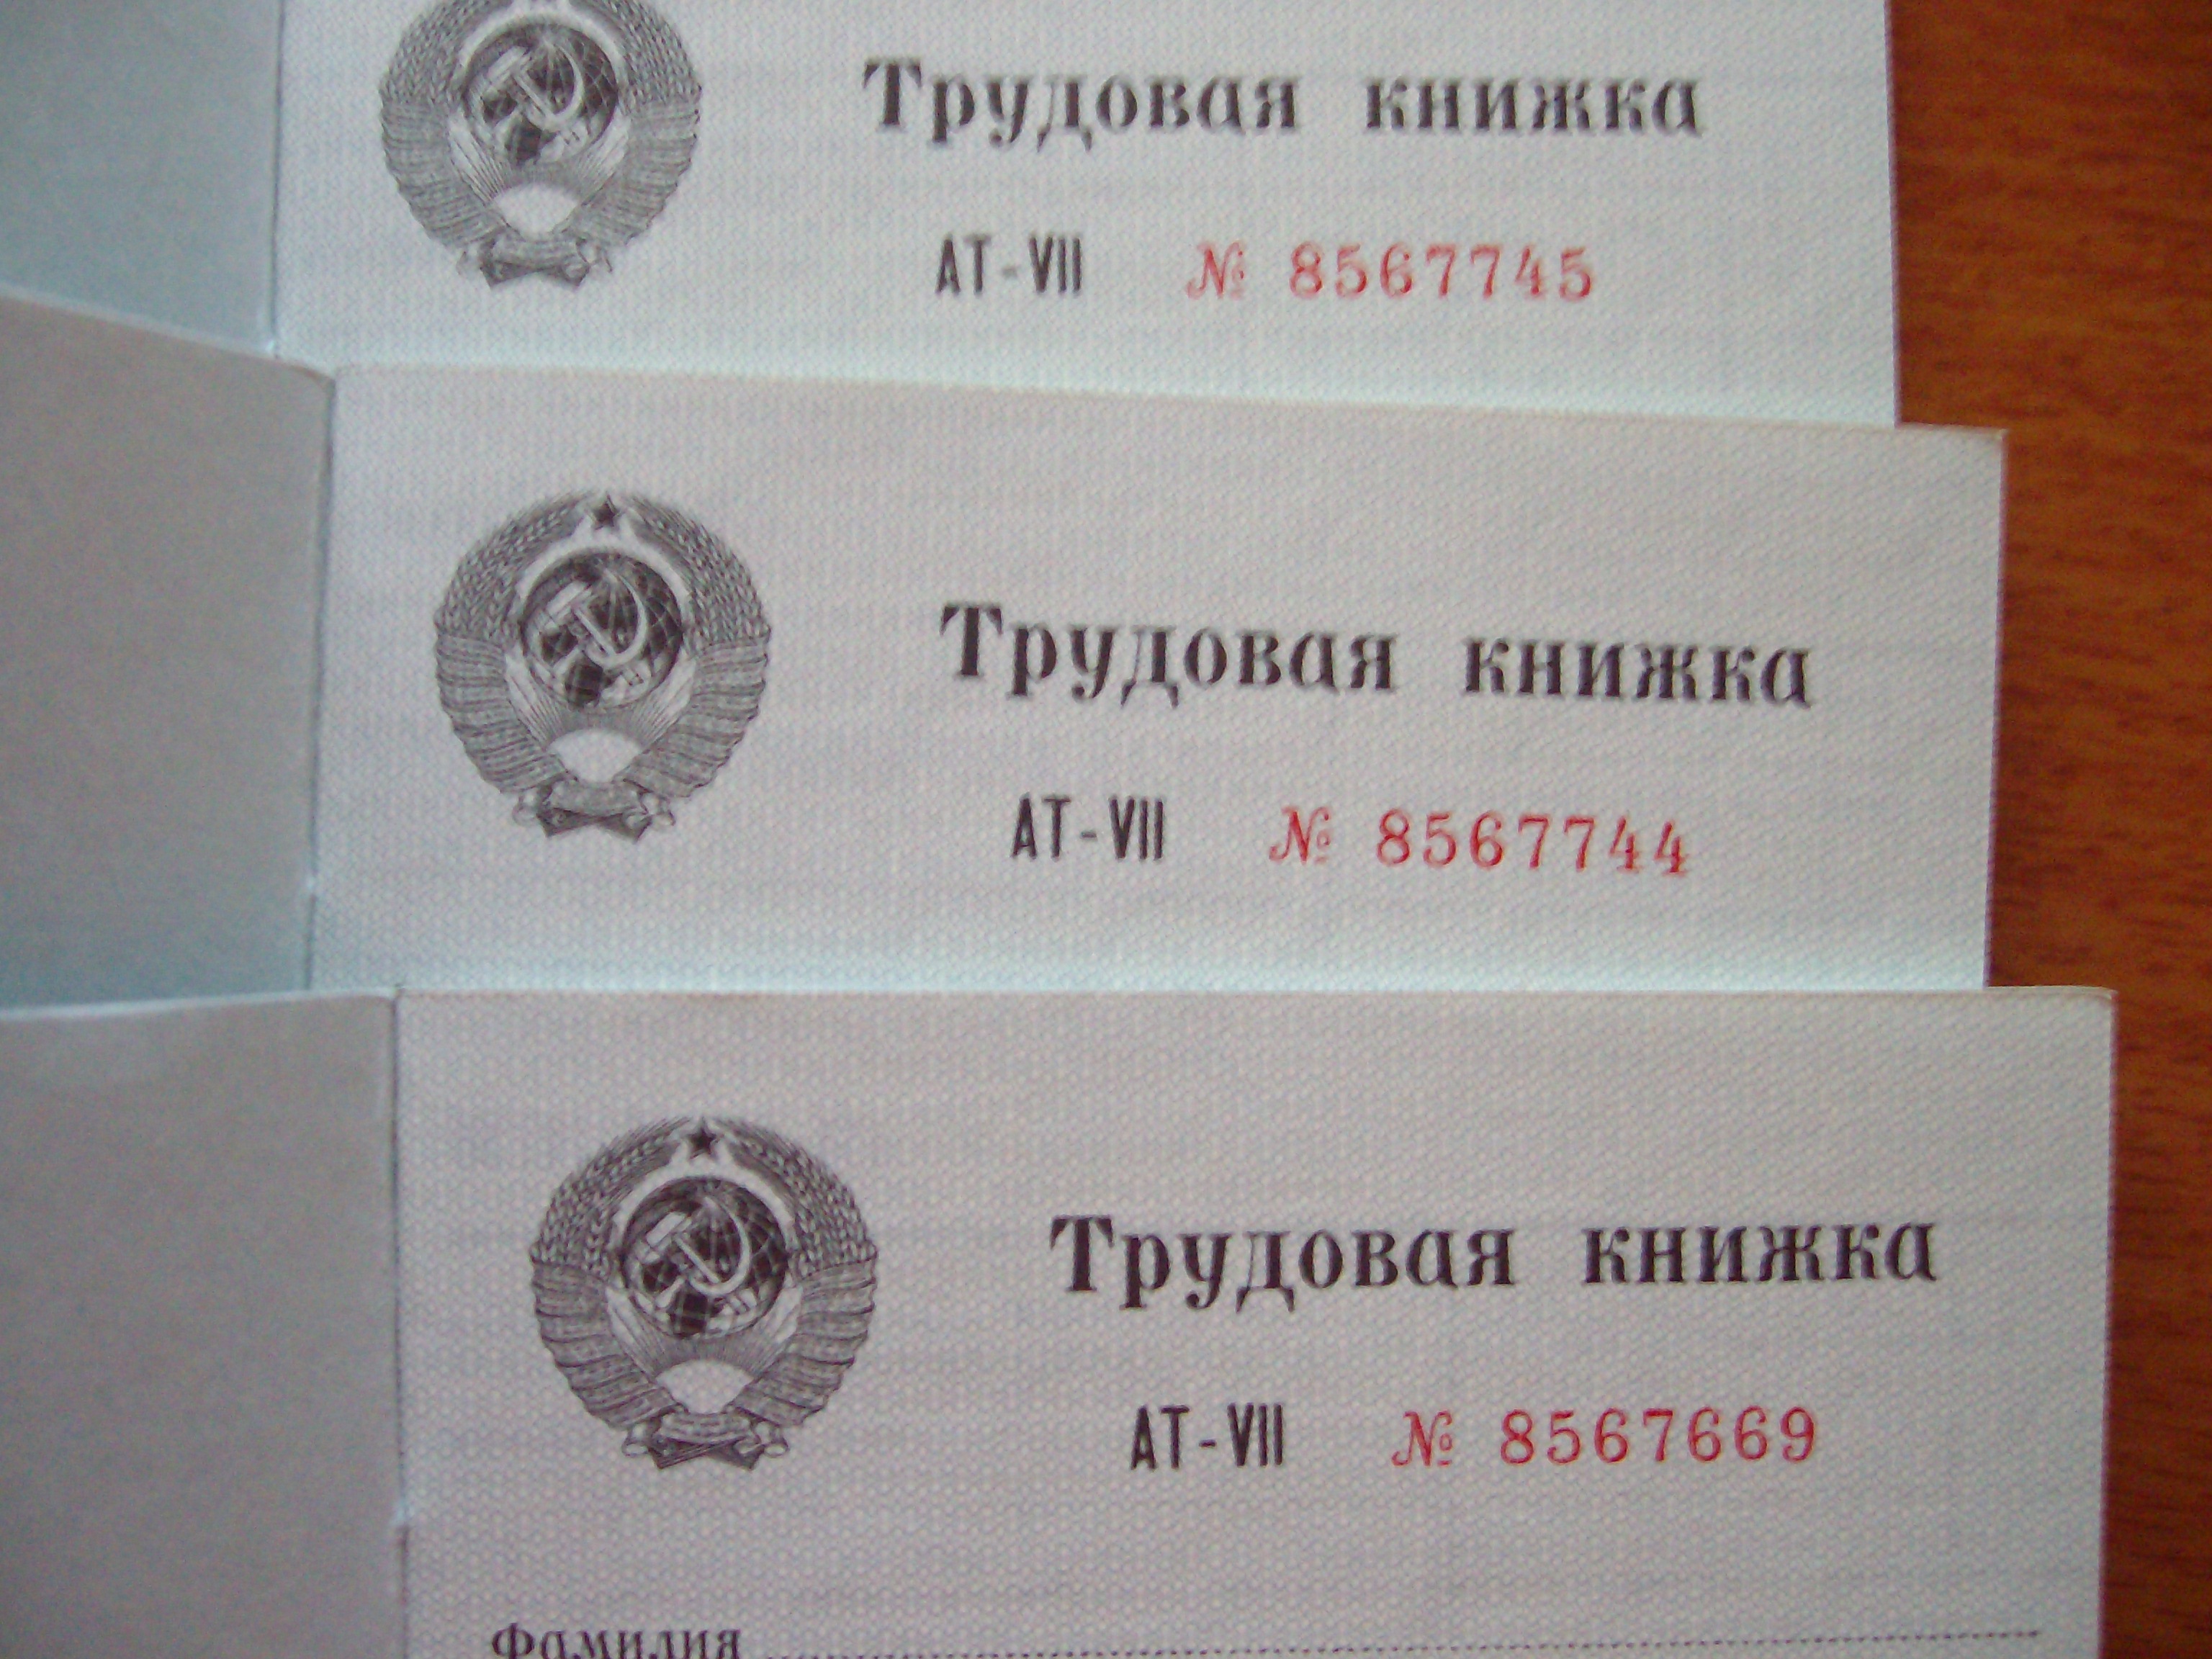 Трудовая книжка
АТ-VII № 8567745
Трудовая книжка
АТ-VII № 8567744
Трудовая книжка
АТ-VII № 8567669
Фамилия